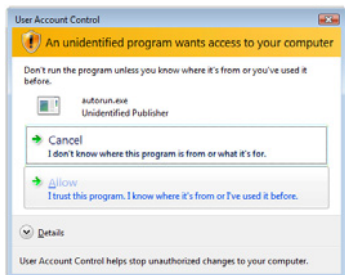 User Account Control
An unidentified program wants access to your computer
Don't run the program unless you know where it's from or you've used it
before.
autorun.exe
Unidentified Publisher
Cancel
I don't know where this program is from or what it's for.
Allow
I trust this program. I know where it's from or I've used it before.
Details
User Account Control helps stop unauthorized changes to your computer.